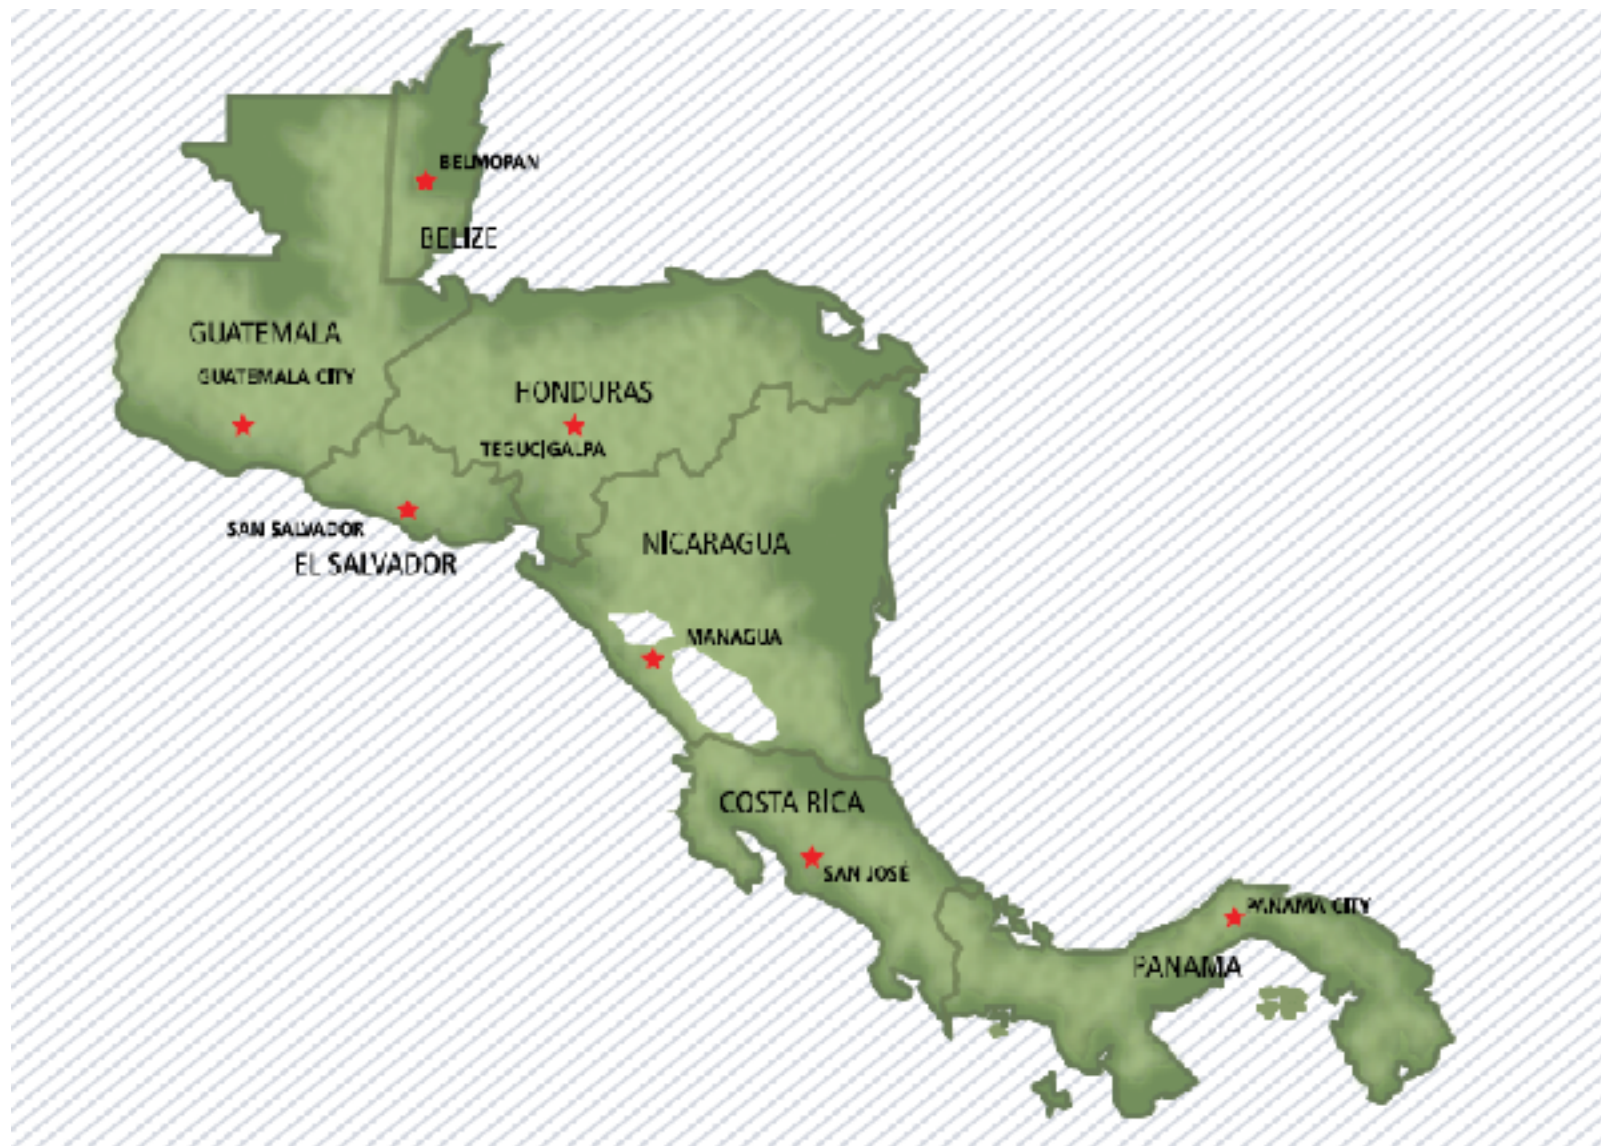 BELMOPAN
BELIZE
GUATEMALA
GUATEMALA CITY
HONDURAS
TEGUCIGALPA
SAN SALVADOR
EL SALVADOR
NICARAGUA
MANAGUA
COSTA RICA
SAN JOSÉ
PANAMA CITY
PANAMA